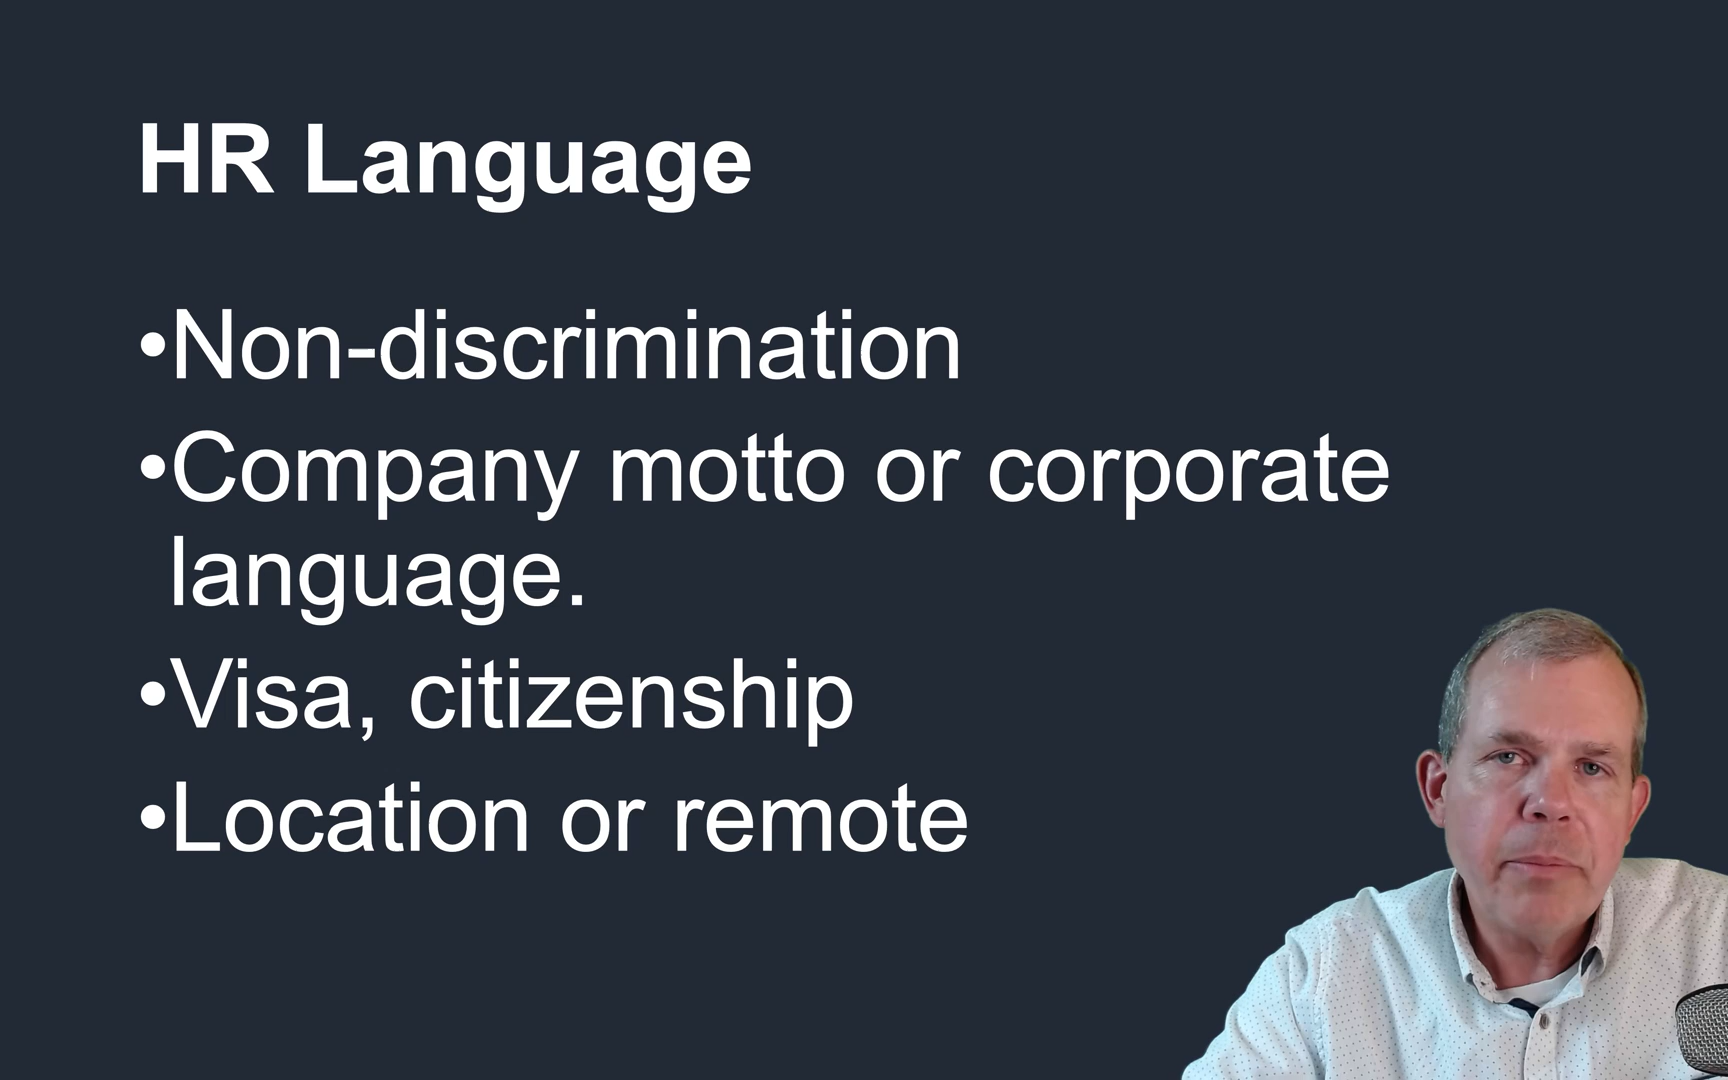 HR Language
•Non-discrimination
•Company motto or corporate
language.
•Visa, citizenship
•Location or remote